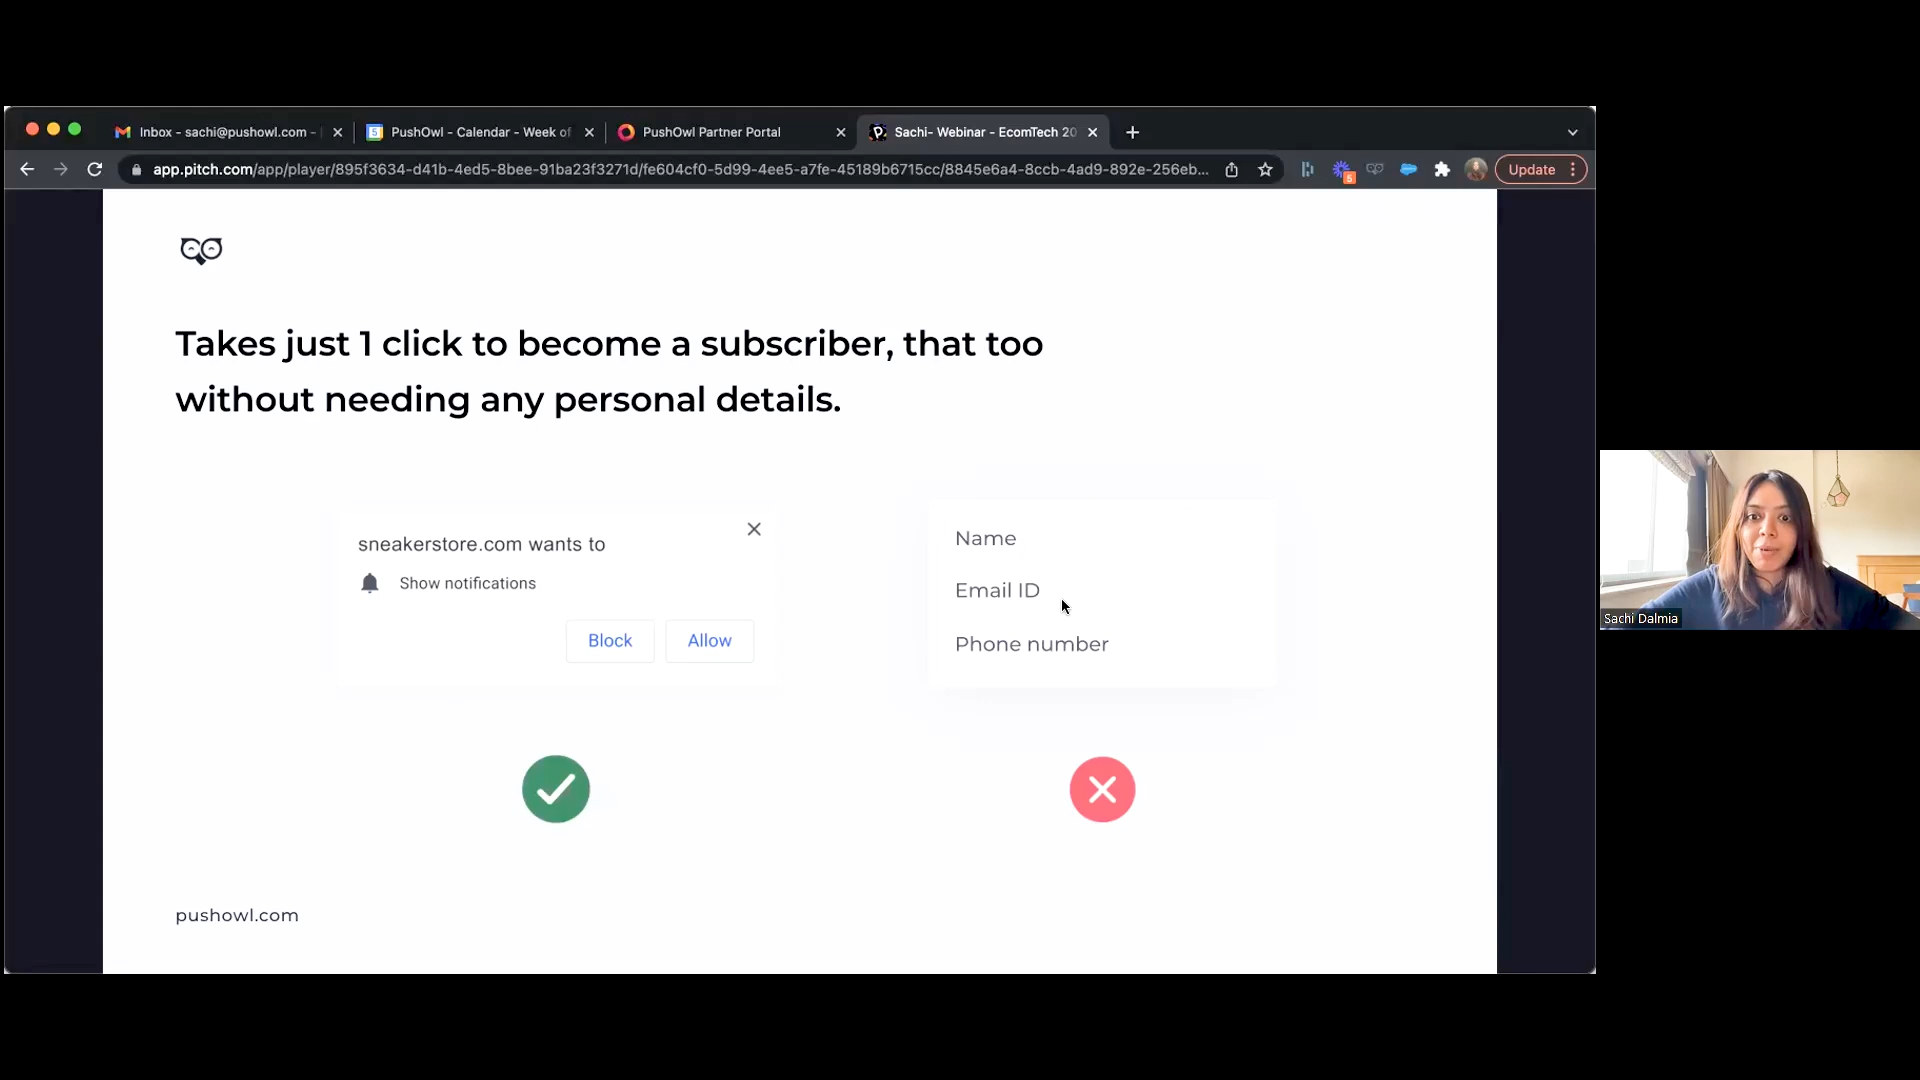 Inbox - sachi@pushowl.com -
PushOwl - Calendar - Week of
PushOwl Partner Portal
Sachi- Webinar - EcomTech 20
app.pitch.com/app/player/895f3634-d41b-4ed5-8bee-91ba23f3271d/fe604cf0-5d99-4ee5-a7fe-45189b6715cc/8845e6a4-8ccb-4ad9-892e-256eb...
5
5
Update
Takes just 1 click to become a subscriber, that too
without needing any personal details.
sneakerstore.com wants to
Show notifications
Block
Allow
Name
Email ID
Phone number
pushowl.com
Sachi Dalmia